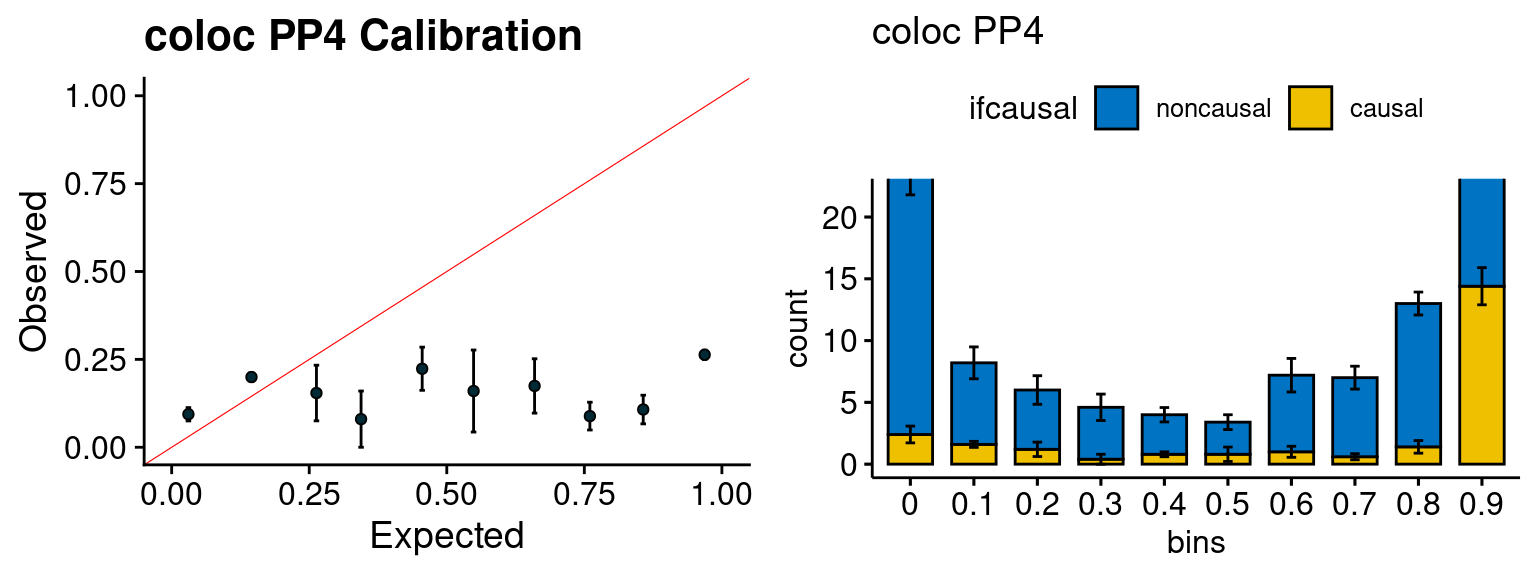 coloc PP4 Calibration
Observed
1.00
0.75
0.50
0.25
0.00
0.00 0.25 0.50 0.75 1.00
Expected
coloc PP4
ifcausal noncausal causal
count
20
15
10
5
0
0 0.1 0.2 0.3 0.4 0.5 0.6 0.7 0.8 0.9
bins